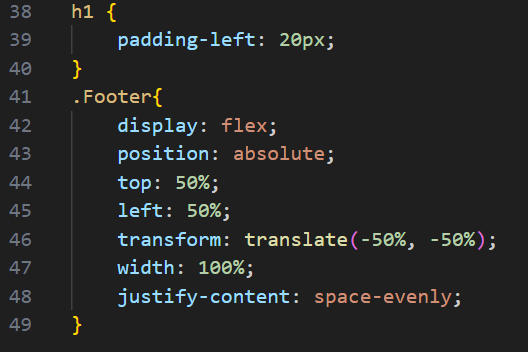 38 h1 {
39 padding-left: 20px;
40 }
41 .Footer{
42 display: flex;
43 position: absolute;
44 top: 50%;
45 left: 50%;
46 transform: translate(-50%, -50%);
47 width: 100%;
48 justify-content: space-evenly;
49 }